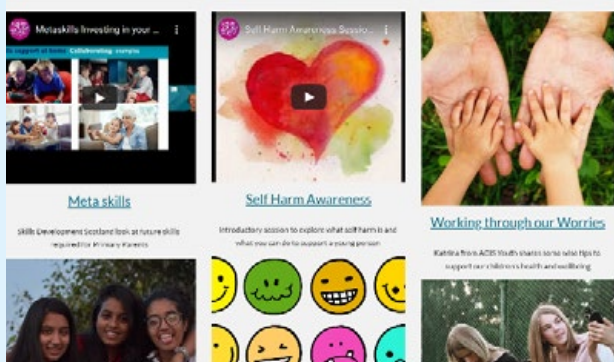 Metaskills Investing in your ...
support at home Collaborating
Meta skills
Skills Development Scotland look at future skills
required for Primary Parents
Self Harm Awareness Sessio...
Self Harm Awareness
Introductory session to explore what self harm is and
what you can do to support a young person
Working through our Worries
Katrina from ACIS Youth shares some wise tips to
support our children's health and wellbeing